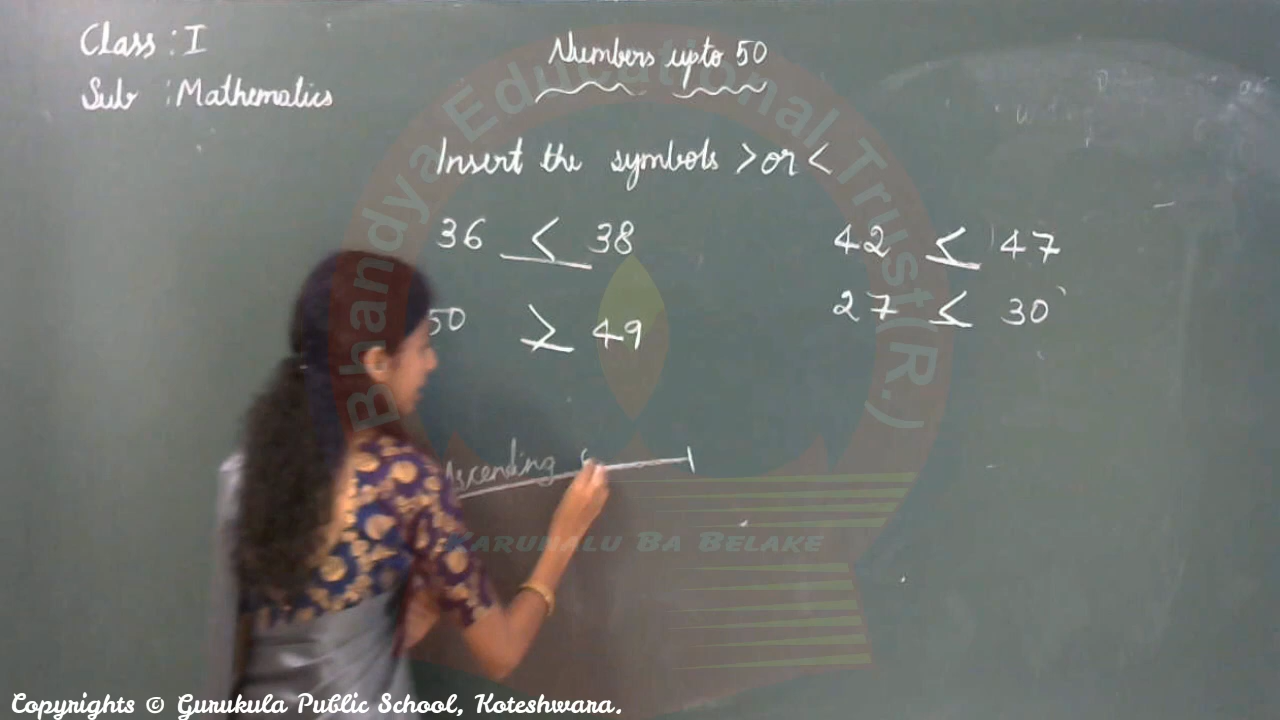 Class : I
Sub : Mathematics
Numbers upto 50
Insert the symbols > or <
36 < 38
42 < 47
50 > 49
27 < 30
Ascending
Bhandya Educational Trust (R.)
KARUNALU BA BELAKE
Copyrights © Gurukula Public School, Koteshwara.